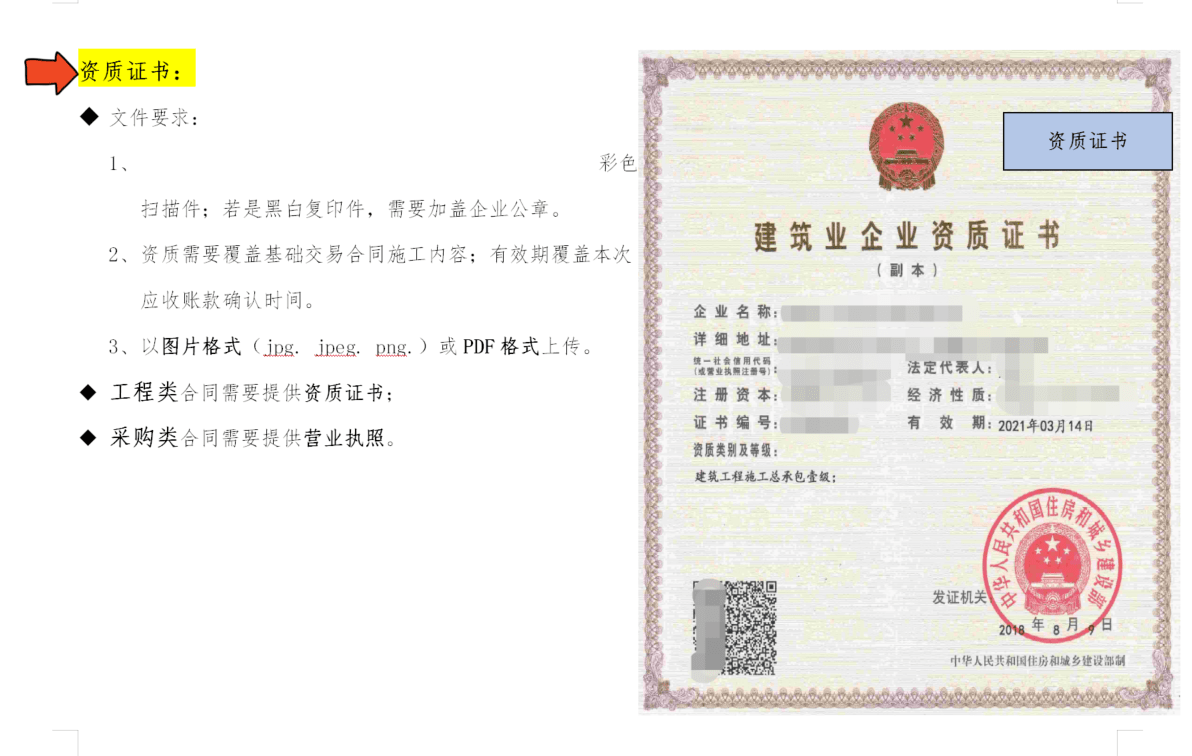 资质证书：
◆ 文件要求：
1、 彩色
扫描件；若是黑白复印件，需要加盖企业公章。
2、资质需要覆盖基础交易合同施工内容；有效期覆盖本次
应收账款确认时间。
3、以图片格式（jpg. jpeg. png.）或 PDF 格式上传。
◆ 工程类合同需要提供资质证书；
◆ 采购类合同需要提供营业执照。
资质证书
建筑业企业资质证书
（副本）
企业名称：
详细地址：
统一社会信用代码
（或营业执照注册号）：
法定代表人：
注册资本：
经济性质：
证书编号：
有效期：2021年03月14日
资质类别及等级：
建筑工程施工总承包壹级；
中华人民共和国住房和城乡建设部
发证机关：
2018 年 8 月 9 日
中华人民共和国住房和城乡建设部制